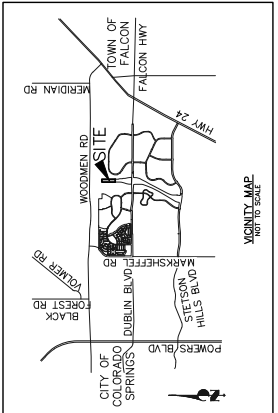 TOWN OF
FALCON
FALCON HWY
MERIDIAN RD
HWY 24
WOODMEN RD
SITE
VOLMER RD
MARKSHEFFEL RD
BLACK
FOREST RD
DUBLIN BLVD
STETSON
HILLS BLVD
POWERS BLVD
CITY OF
COLORADO
SPRINGS
VICINITY MAP
NOT TO SCALE